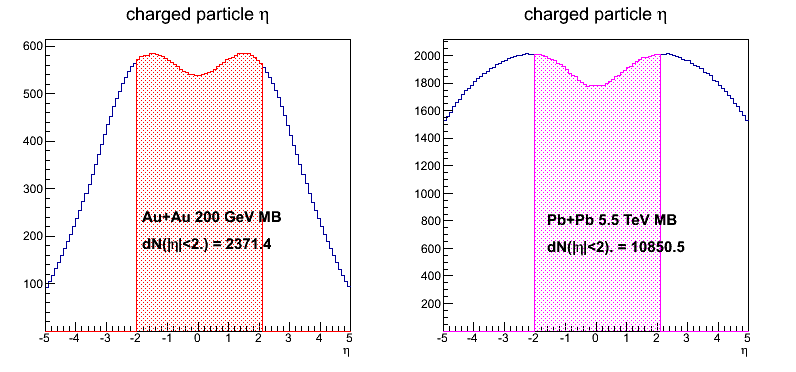 charged particle η
600
500
400
300
200
100
-5 -4 -3 -2 -1 0 1 2 3 4 5
η
Au+Au 200 GeV MB
dN(|η|<2.) = 2371.4
charged particle η
2000
1800
1600
1400
1200
1000
800
600
400
200
-5 -4 -3 -2 -1 0 1 2 3 4 5
η
Pb+Pb 5.5 TeV MB
dN(|η|<2). = 10850.5